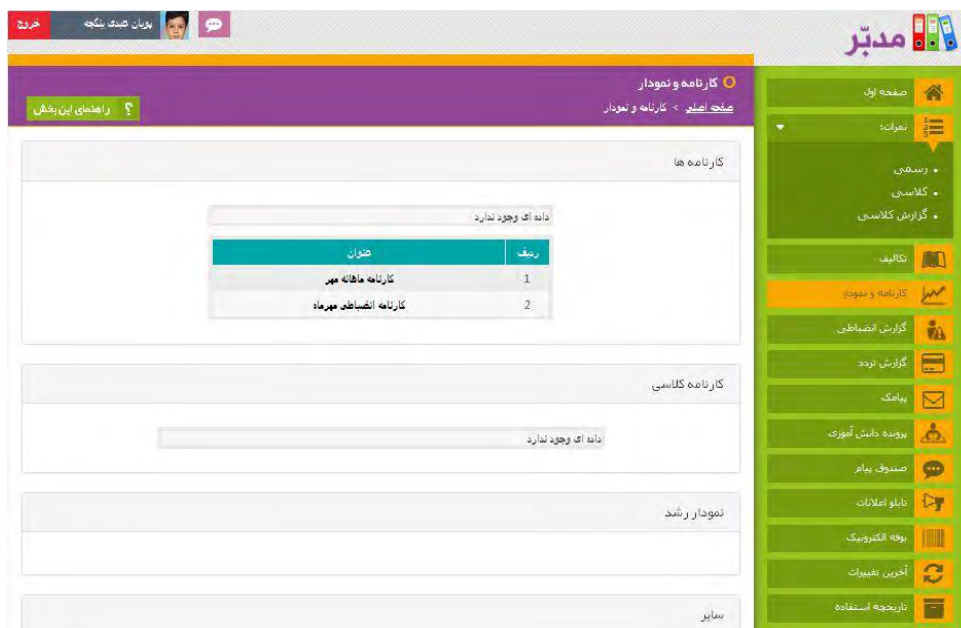 مدبّر
پویان عبدی ینگجه
خروج
کارنامه و نمودار
صفحه اصلی > کارنامه و نمودار
؟ راهنمای این بخش
صفحه اول
نمرات:
• رسمی
• کلاسی
• گزارش کلاسی
تکالیف
کارنامه و نمودار
گزارش انضباطی
گزارش تردد
پیامک
پرونده دانش آموزی
صندوق پیام
تابلو اعلانات
بوفه الکترونیک
آخرین تغییرات
تاریخچه استفاده
کارنامه ها
داده ای وجود ندارد
ردیف عنوان
1 کارنامه ماهانه مهر
2 کارنامه انضباطی مهرماه
کارنامه کلاسی
داده ای وجود ندارد
نمودار رشد
سایر